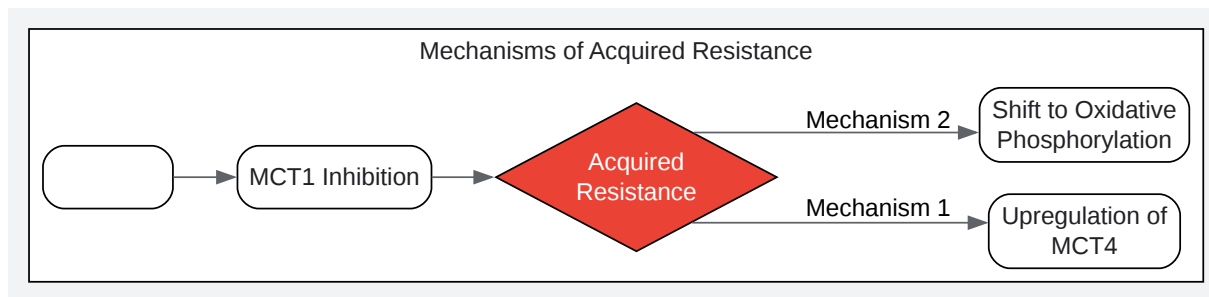 Mechanisms of Acquired Resistance
MCT1 Inhibition
Acquired
Resistance
Mechanism 2
Shift to Oxidative
Phosphorylation
Mechanism 1
Upregulation of
MCT4